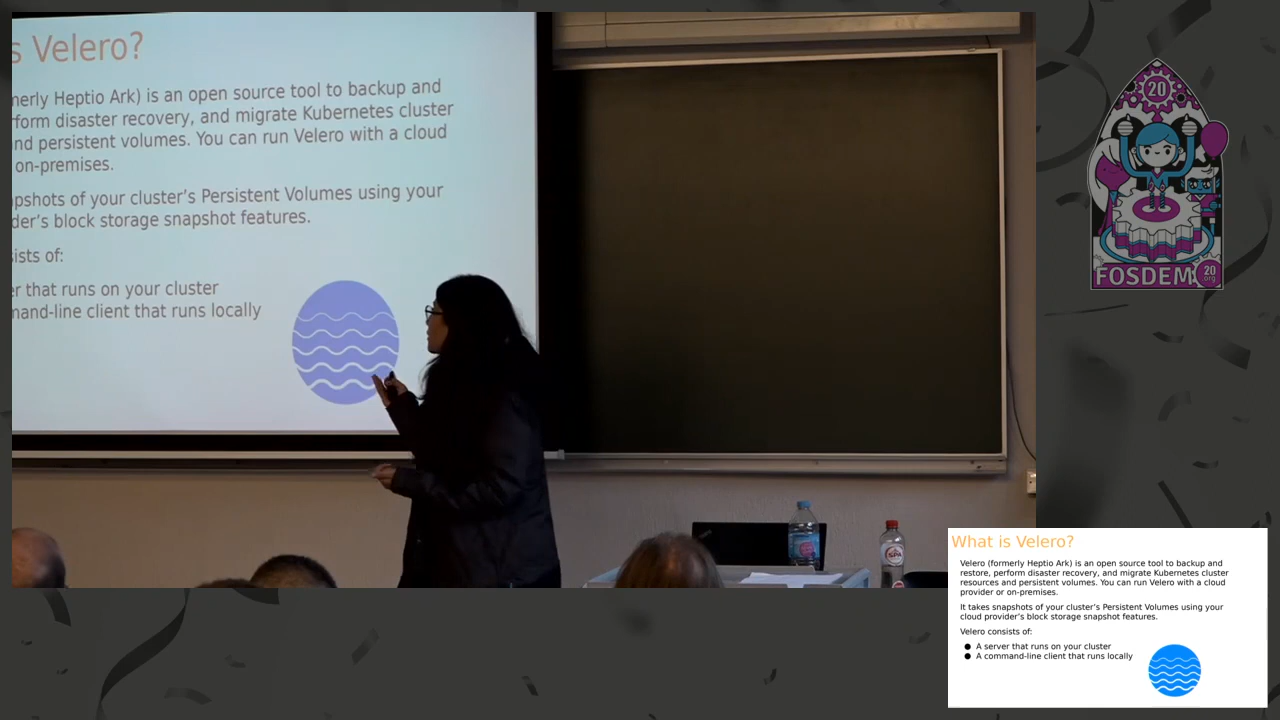 s Velero?
merly Heptio Ark) is an open source tool to backup and
rform disaster recovery, and migrate Kubernetes cluster
nd persistent volumes. You can run Velero with a cloud
on-premises.
pshots of your cluster’s Persistent Volumes using your
der’s block storage snapshot features.
ists of:
er that runs on your cluster
mand-line client that runs locally
20
FOSDEM
20
org
SPA
What is Velero?
Velero (formerly Heptio Ark) is an open source tool to backup and
restore, perform disaster recovery, and migrate Kubernetes cluster
resources and persistent volumes. You can run Velero with a cloud
provider or on-premises.
It takes snapshots of your cluster’s Persistent Volumes using your
cloud provider’s block storage snapshot features.
Velero consists of:
● A server that runs on your cluster
● A command-line client that runs locally